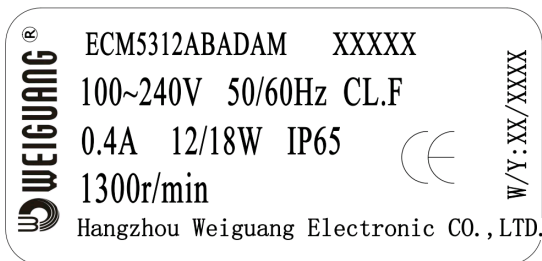 WEIGUANG®
ECM5312ABADAM XXXXX
100~240V 50/60Hz CL.F
0.4A 12/18W IP65
CE
1300r/min
Hangzhou Weiguang Electronic CO.,LTD.
W/Y:XX/XXXX